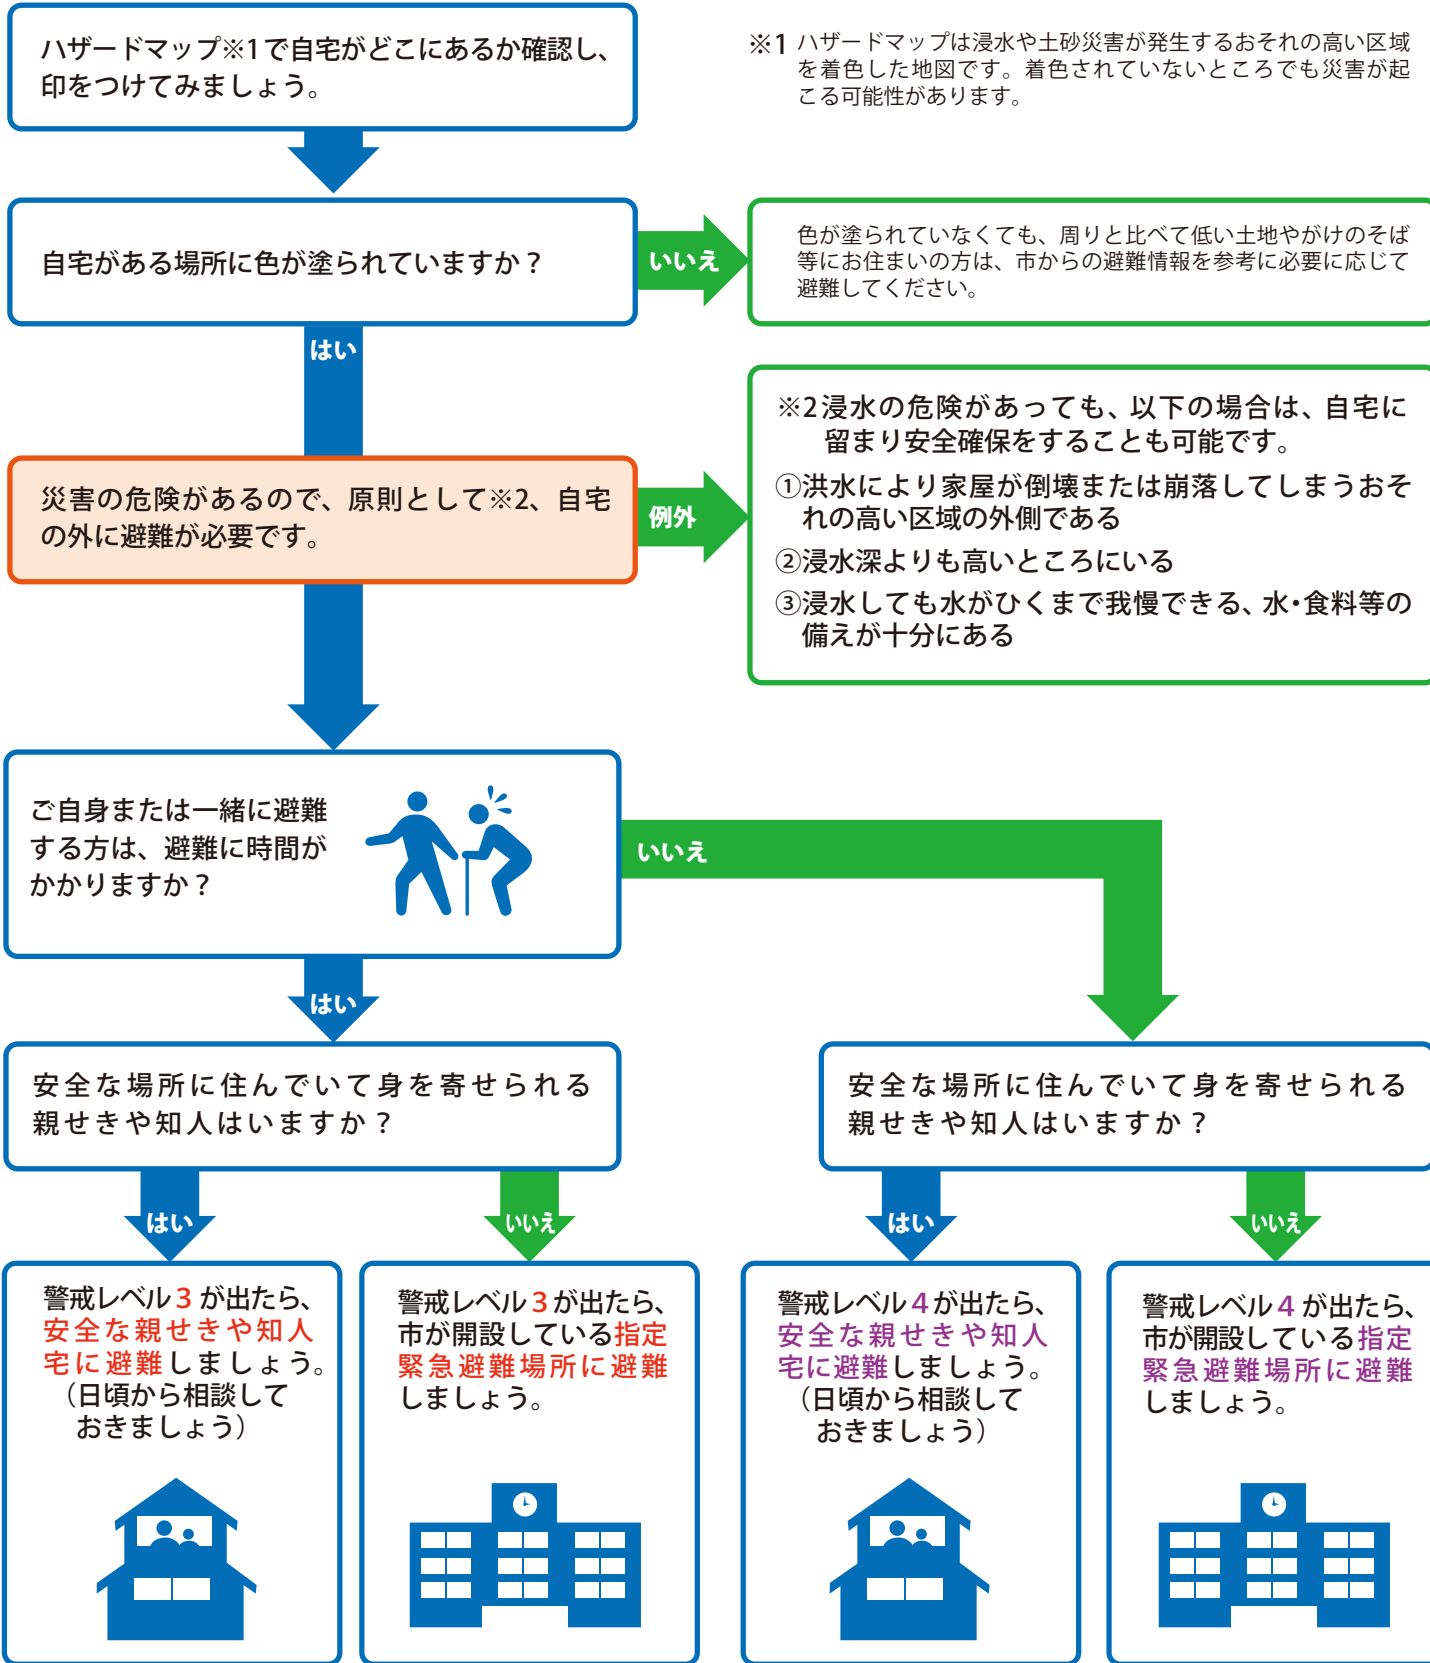 ハザードマップ※1で自宅がどこにあるか確認し、
印をつけてみましょう。
※1 ハザードマップは浸水や土砂災害が発生するおそれの高い区域
を着色した地図です。着色されていないところでも災害が起
こる可能性があります。
自宅がある場所に色が塗られていますか？
いいえ
色が塗られていなくても、周りと比べて低い土地やがけのそば
等にお住まいの方は、市からの避難情報を参考に必要に応じて
避難してください。
はい
災害の危険があるので、原則として※2、自宅
の外に避難が必要です。
例外
※2浸水の危険があっても、以下の場合は、自宅に
留まり安全確保をすることも可能です。
①洪水により家屋が倒壊または崩落してしまうおそ
れの高い区域の外側である
②浸水深よりも高いところにいる
③浸水しても水がひくまで我慢できる、水・食料等の
備えが十分にある
ご自身または一緒に避難
する方は、避難に時間が
かかりますか？
いいえ
はい
安全な場所に住んでいて身を寄せられる
親せきや知人はいますか？
安全な場所に住んでいて身を寄せられる
親せきや知人はいますか？
はい
いいえ
はい
いいえ
警戒レベル3が出たら、
安全な親せきや知人
宅に避難しましょう。
（日頃から相談して
おきましょう）
警戒レベル3が出たら、
市が開設している指定
緊急避難場所に避難
しましょう。
警戒レベル4が出たら、
安全な親せきや知人
宅に避難しましょう。
（日頃から相談して
おきましょう）
警戒レベル4が出たら、
市が開設している指定
緊急避難場所に避難
しましょう。